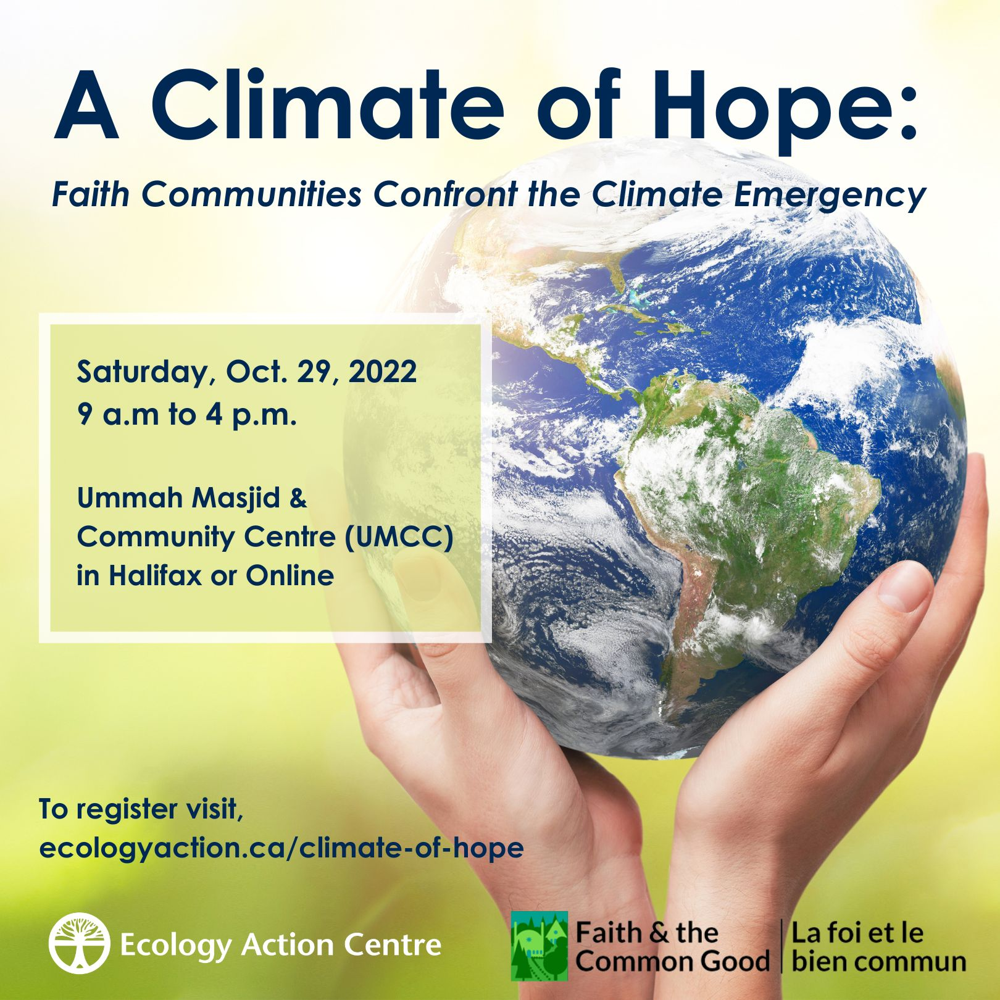 A Climate of Hope:
Faith Communities Confront the Climate Emergency
Saturday, Oct. 29, 2022
9 a.m to 4 p.m.
Ummah Masjid &
Community Centre (UMCC)
in Halifax or Online
To register visit,
ecologyaction.ca/climate-of-hope
Ecology Action Centre
Faith & the
Common Good
La foi et le
bien commun